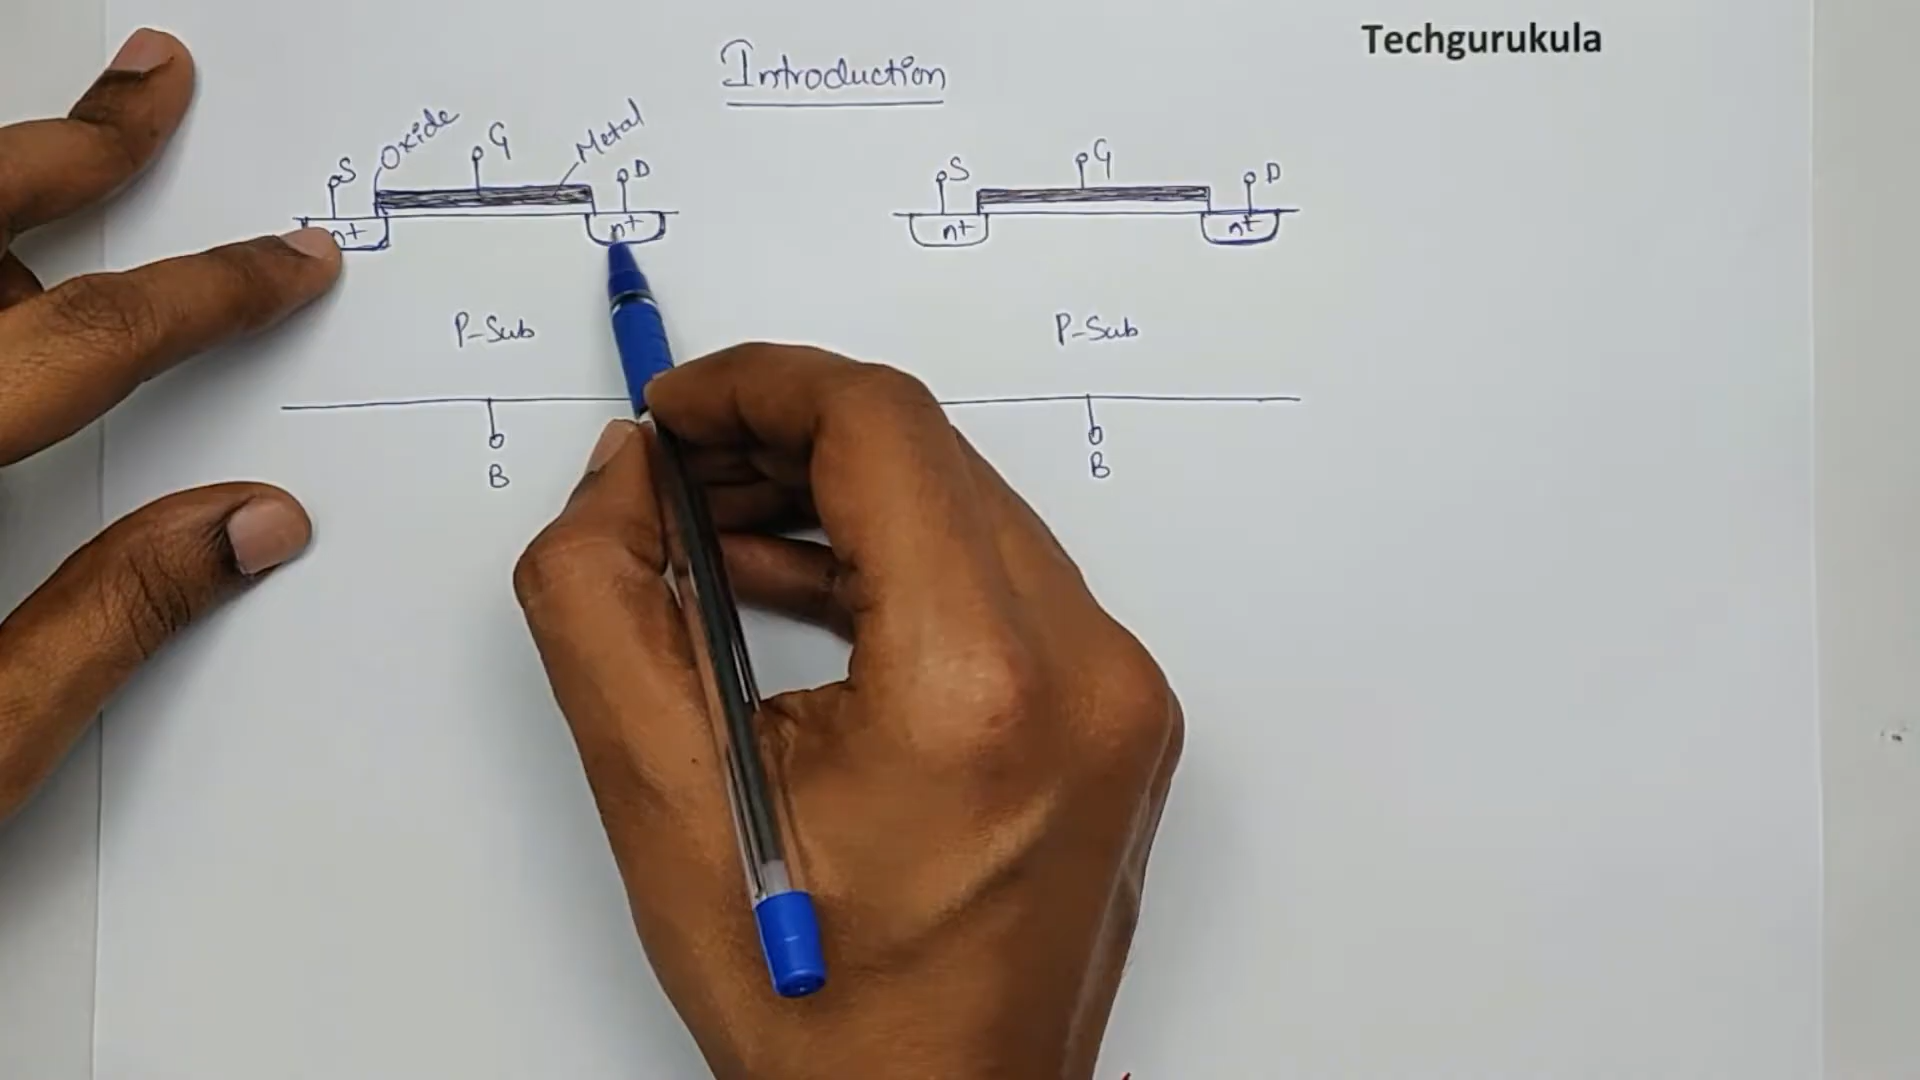 Techgurukula
Introduction
Oxide G Metal
S D
n+ n+
P-Sub
B
S G D
n+ n+
P-Sub
B